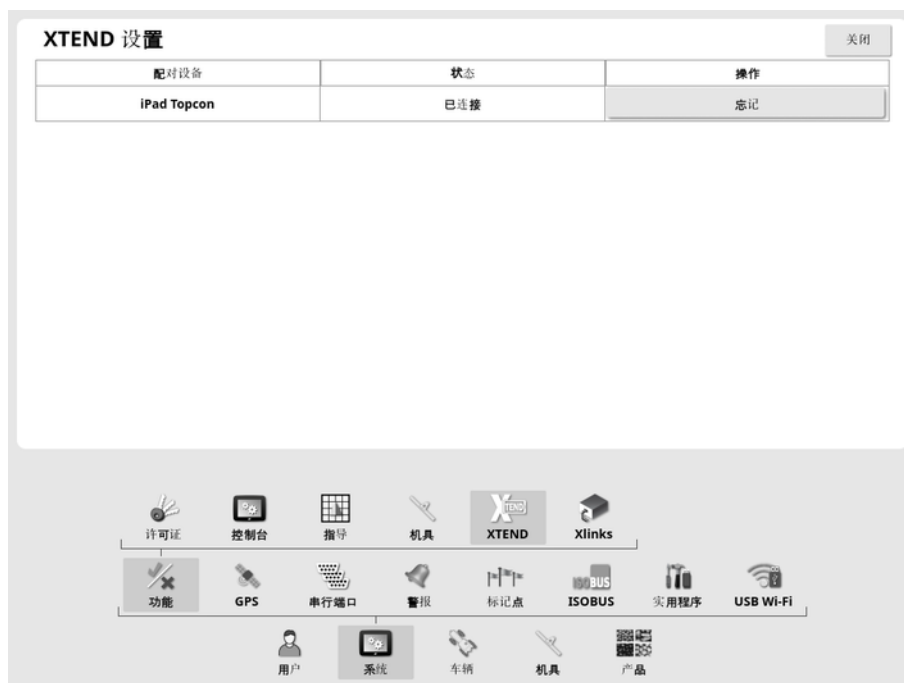 XTEND 设置
关闭
配对设备 状态 操作
iPad Topcon 已连接 忘记
XTEND
许可证 控制台 指导 机具 XTEND Xlinks
ISOBUS
功能 GPS 串行端口 警报 标记点 ISOBUS 实用程序 USB Wi-Fi
用户 系统 车辆 机具 产品